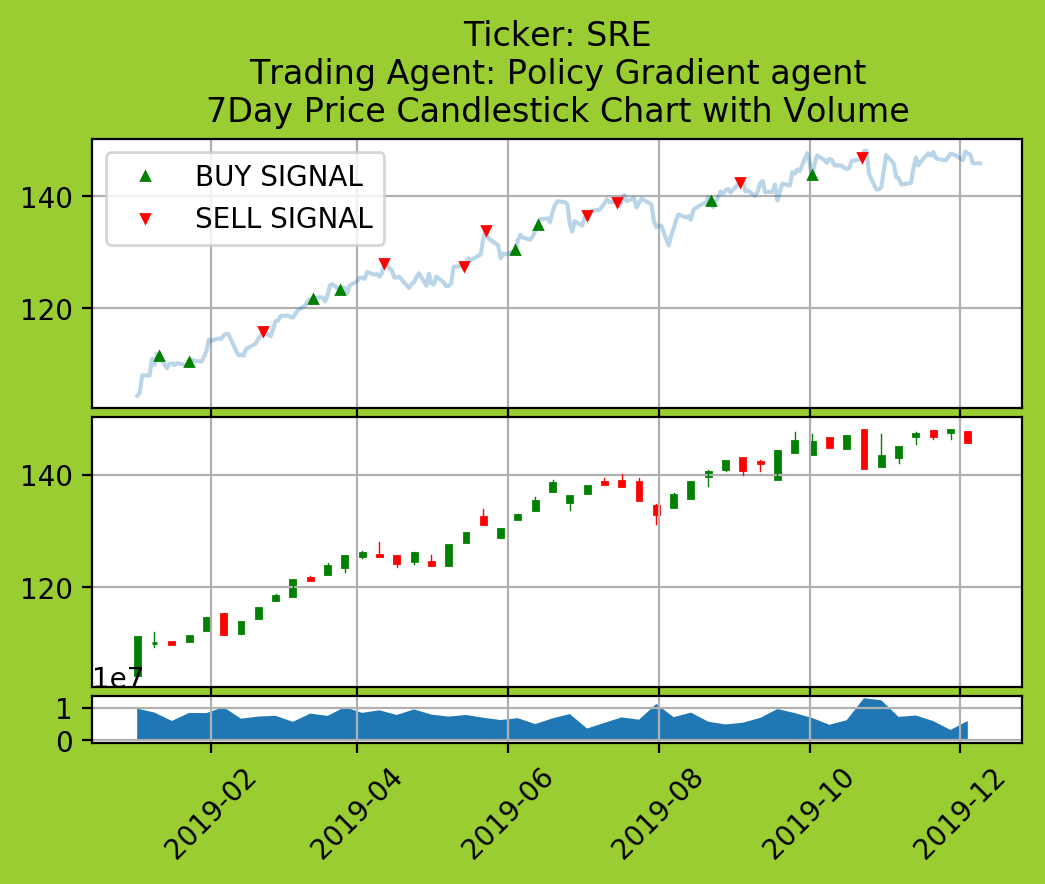 Ticker: SRE
Trading Agent: Policy Gradient agent
7Day Price Candlestick Chart with Volume
BUY SIGNAL
SELL SIGNAL
140
120
140
120
1e7
1
0
2019-02
2019-04
2019-06
2019-08
2019-10
2019-12